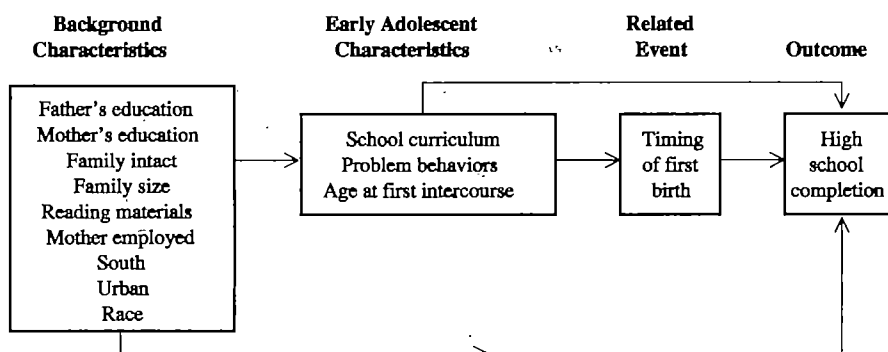 Background
Characteristics
Early Adolescent
Characteristics
Related
Event
Outcome
Father's education
Mother's education
Family intact
Family size
Reading materials
Mother employed
South
Urban
Race
School curriculum
Problem behaviors
Age at first intercourse
Timing
of first
birth
High
school
completion